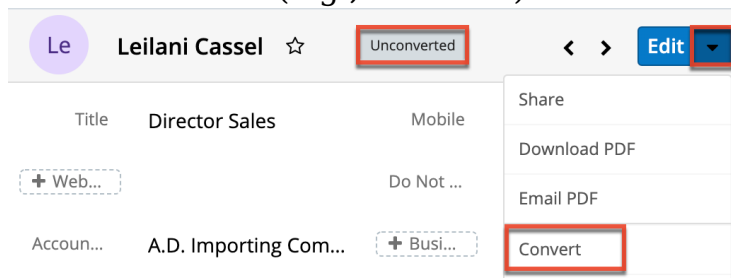 Le Leilani Cassel ☆ Unconverted < > Edit
Share
Title Director Sales Mobile
Download PDF
+ Web... Do Not ...
Email PDF
Accoun... A.D. Importing Com... + Busi... Convert